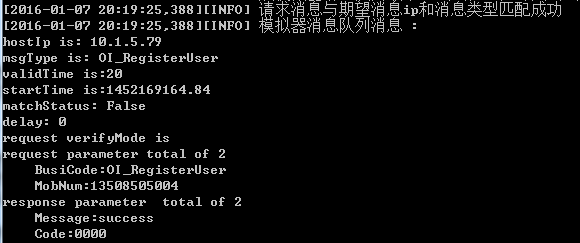 [2016-01-07 20:19:25,388][INFO] 请求消息与期望消息ip和消息类型匹配成功
[2016-01-07 20:19:25,388][INFO] 模拟器消息队列消息 :
hostIp is: 10.1.5.79
msgType is: OI_RegisterUser
validTime is:20
startTime is:1452169164.84
matchStatus: False
delay: 0
request verifyMode is
request parameter total of 2
    BusiCode:OI_RegisterUser
    MobNum:13508505004
response parameter  total of 2
    Message:success
    Code:0000